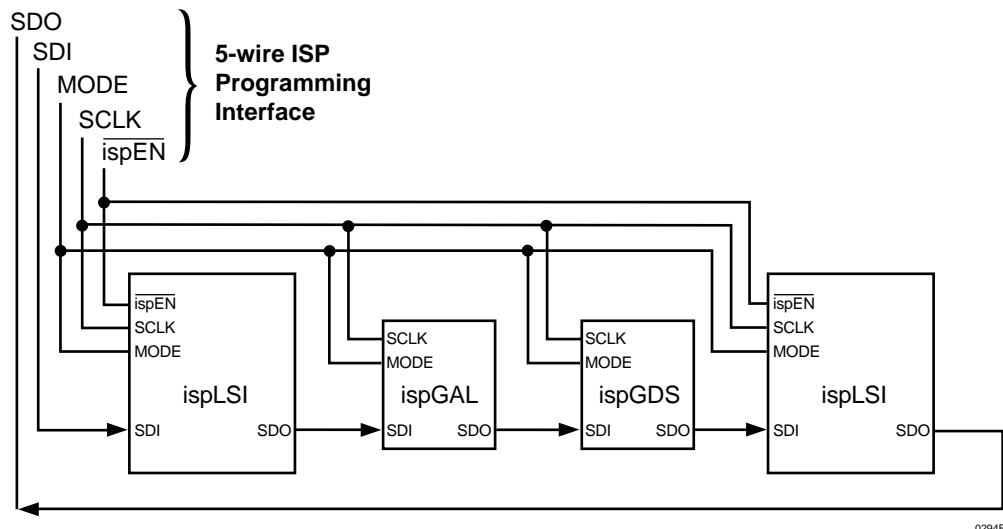 SDO
SDI
MODE
SCLK
ispEN
5-wire ISP
Programming
Interface
ispEN
SCLK
MODE
ispLSI
SDI
SDO
SCLK
MODE
ispGAL
SDI
SDO
SCLK
MODE
ispGDS
SDI
SDO
ispEN
SCLK
MODE
ispLSI
SDI
SDO